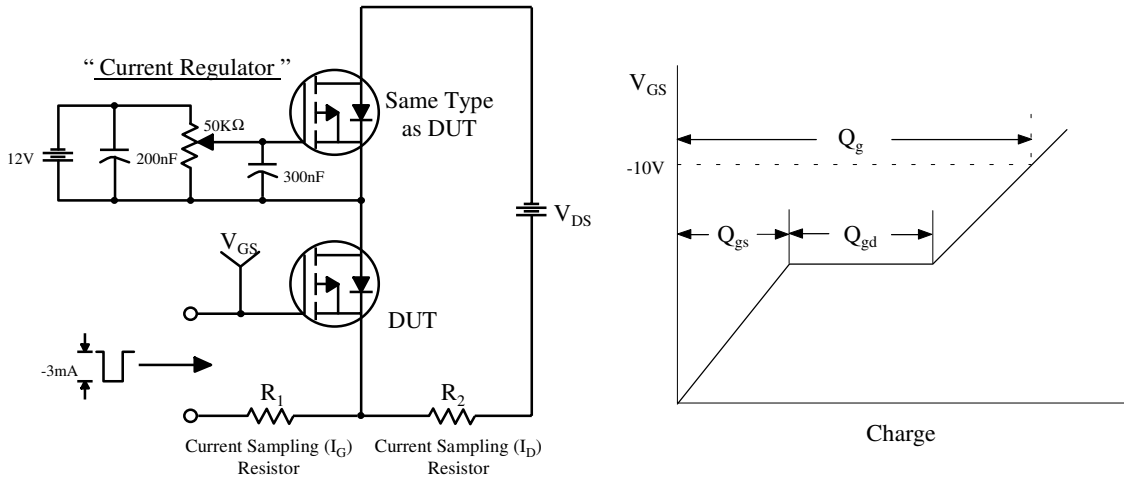 “ Current Regulator ”
50KΩ
12V
200nF
300nF
Same Type
as DUT
V_DS
V_GS
DUT
-3mA
R_1
R_2
Current Sampling (I_G)
Resistor
Current Sampling (I_D)
Resistor
V_GS
Q_g
-10V
Q_gs
Q_gd
Charge